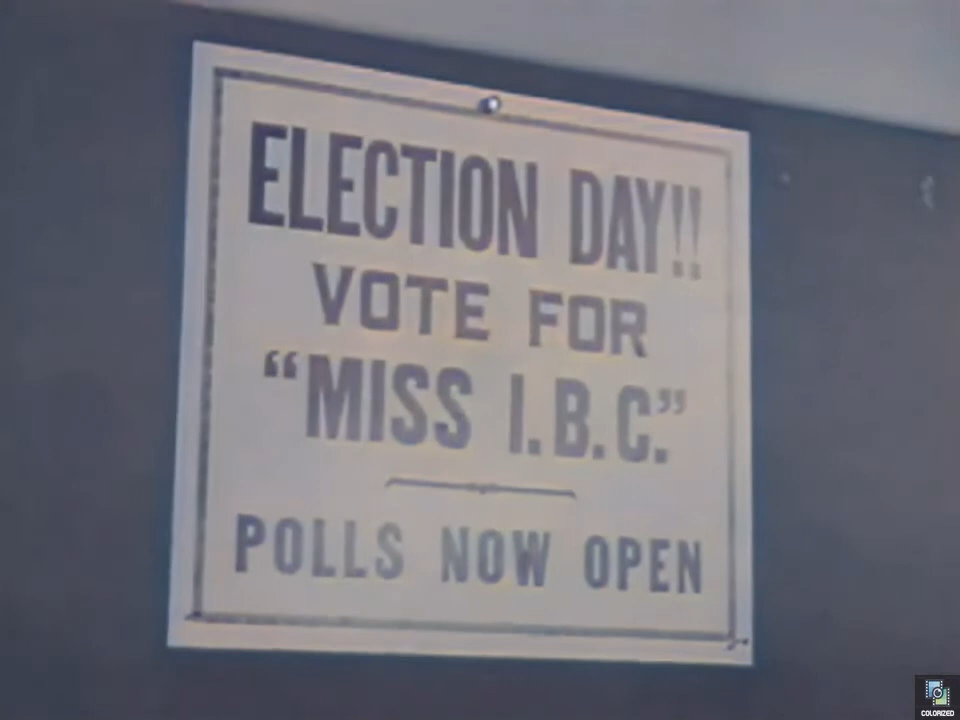 ELECTION DAY!!
VOTE FOR
“MISS I.B.C.”
POLLS NOW OPEN
COLORIZED